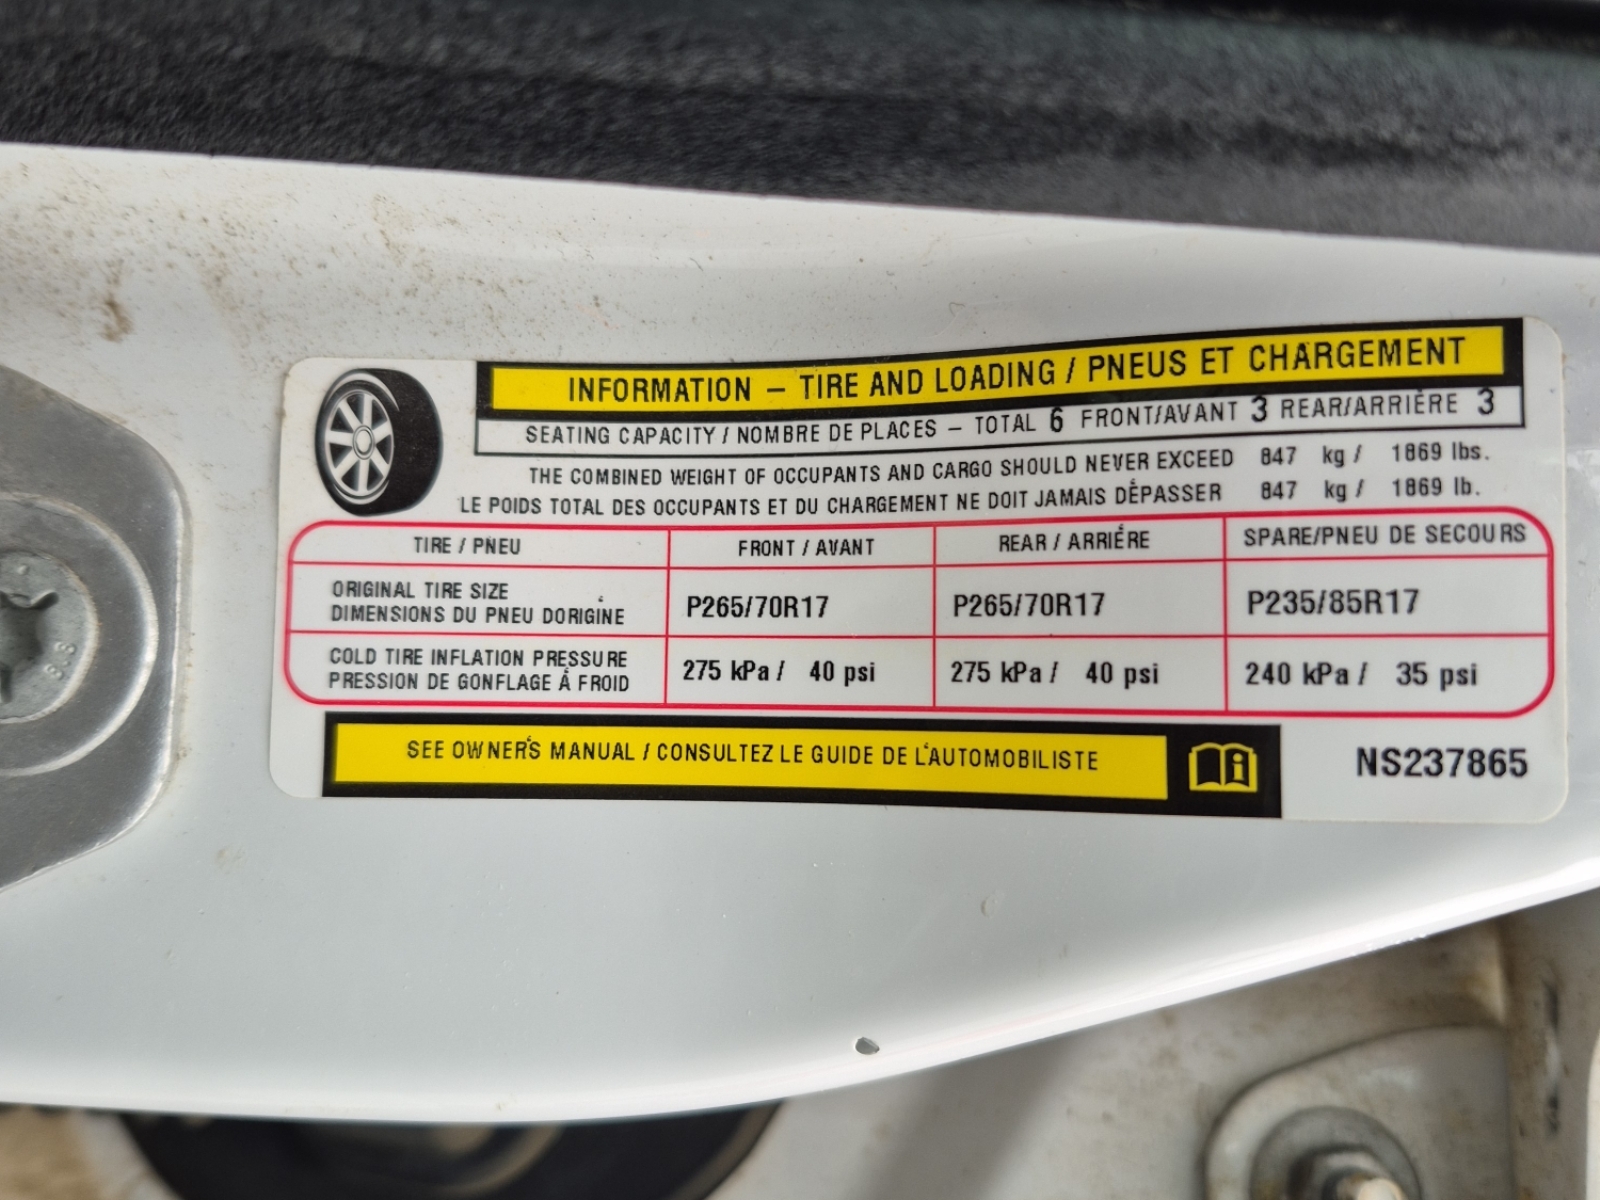 INFORMATION – TIRE AND LOADING / PNEUS ET CHARGEMENT
SEATING CAPACITY / NOMBRE DE PLACES – TOTAL 6 FRONT/AVANT 3 REAR/ARRIÈRE 3
THE COMBINED WEIGHT OF OCCUPANTS AND CARGO SHOULD NEVER EXCEED 847 kg / 1869 lbs.
LE POIDS TOTAL DES OCCUPANTS ET DU CHARGEMENT NE DOIT JAMAIS DÉPASSER 847 kg / 1869 lb.
TIRE / PNEU FRONT / AVANT REAR / ARRIÉRE SPARE/PNEU DE SECOURS
ORIGINAL TIRE SIZE
DIMENSIONS DU PNEU DORIGINE P265/70R17 P265/70R17 P235/85R17
COLD TIRE INFLATION PRESSURE
PRESSION DE GONFLAGE Á FROID 275 kPa / 40 psi 275 kPa / 40 psi 240 kPa / 35 psi
SEE OWNER'S MANUAL / CONSULTEZ LE GUIDE DE L'AUTOMOBILISTE
NS237865